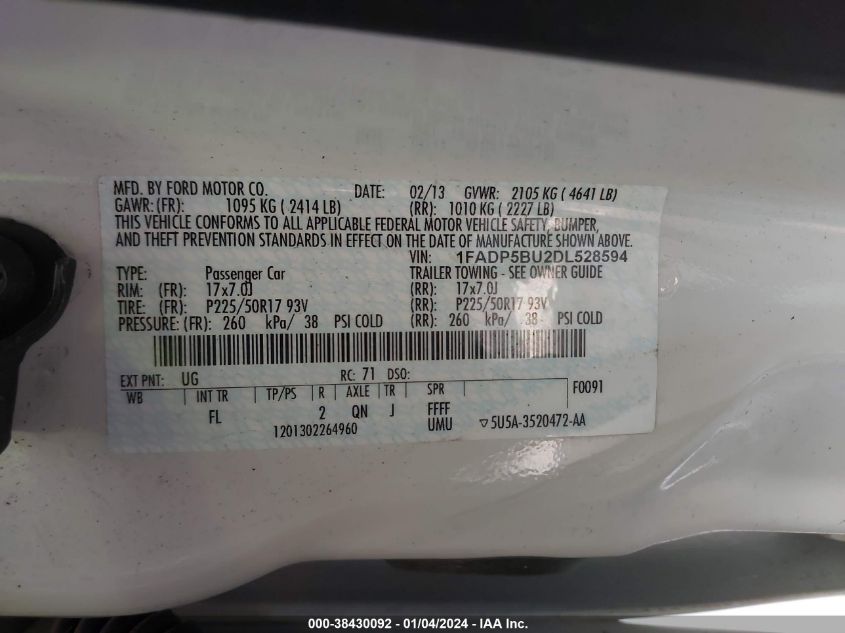 MFD. BY FORD MOTOR CO. DATE: 02/13 GVWR: 2105 KG ( 4641 LB)
GAWR: (FR): 1095 KG ( 2414 LB) (RR): 1010 KG ( 2227 LB)
THIS VEHICLE CONFORMS TO ALL APPLICABLE FEDERAL MOTOR VEHICLE SAFETY, BUMPER,
AND THEFT PREVENTION STANDARDS IN EFFECT ON THE DATE OF MANUFACTURE SHOWN ABOVE.
VIN: 1FADP5BU2DL528594
TYPE: Passenger Car TRAILER TOWING - SEE OWNER GUIDE
RIM: (FR): 17x7.0J (RR): 17x7.0J
TIRE: (FR): P225/50R17 93V (RR): P225/50R17 93V
PRESSURE: (FR): 260 kPa/ 38 PSI COLD (RR): 260 kPa/ 38 PSI COLD
EXT PNT: UG RC: 71 DSO: F0091
WB INT TR TP/PS R AXLE TR SPR
FL 2 QN J FFFF
1201302264960 UMU ▽5U5A-3520472-AA
000-38430092 - 01/04/2024 - IAA Inc.